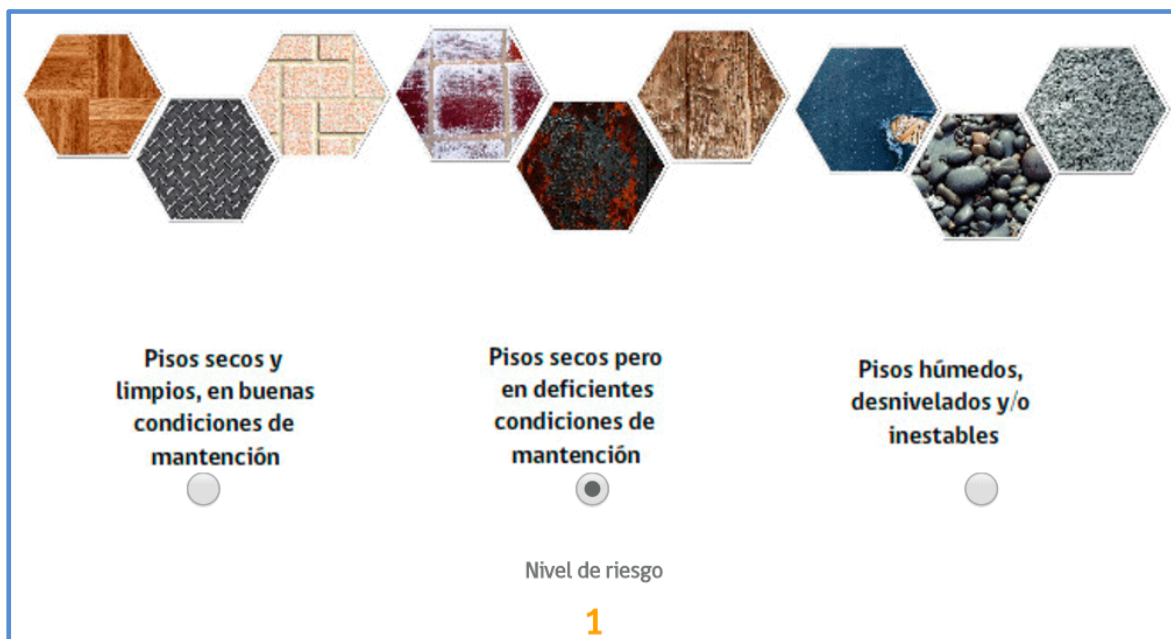 Pisos secos y
limpios, en buenas
condiciones de
mantención
Pisos secos pero
en deficientes
condiciones de
mantención
Pisos húmedos,
desnivelados y/o
inestables
Nivel de riesgo
1